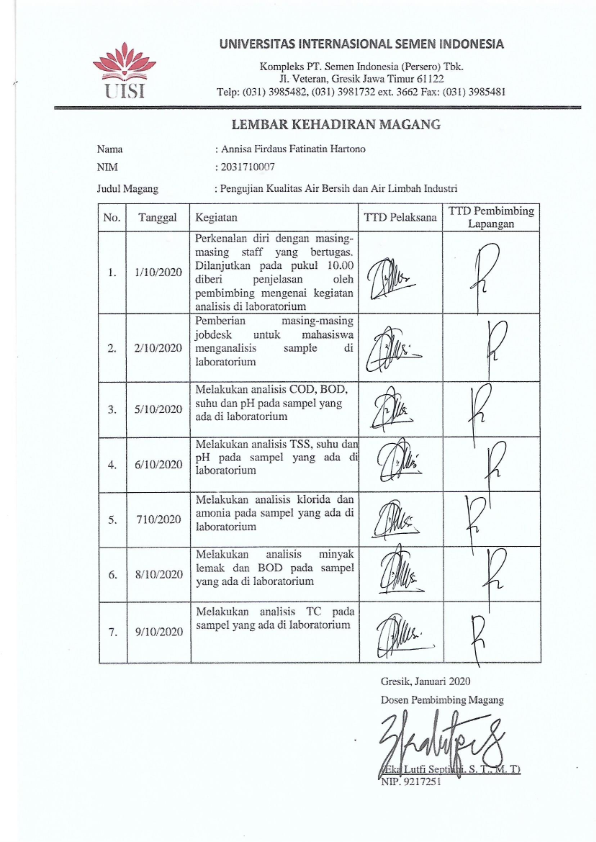 UISI
UNIVERSITAS INTERNASIONAL SEMEN INDONESIA
Kompleks PT. Semen Indonesia (Persero) Tbk.
Jl. Veteran, Gresik Jawa Timur 61122
Telp: (031) 3985482, (031) 3981732 ext. 3662 Fax: (031) 3985481
LEMBAR KEHADIRAN MAGANG
Nama : Annisa Firdaus Fatinatin Hartono
NIM : 2031710007
Judul Magang : Pengujian Kualitas Air Bersih dan Air Limbah Industri
No. Tanggal Kegiatan TTD Pelaksana TTD Pembimbing
Lapangan
Perkenalan diri dengan masing-
masing staff yang bertugas.
Dilanjutkan pada pukul 10.00
1. 1/10/2020 diberi penjelasan oleh
pembimbing mengenai kegiatan
analisis di laboratorium
Pemberian masing-masing
jobdesk untuk mahasiswa
2. 2/10/2020 menganalisis sample di
laboratorium
Melakukan analisis COD, BOD,
suhu dan pH pada sampel yang
3. 5/10/2020 ada di laboratorium
Melakukan analisis TSS, suhu dan
pH pada sampel yang ada di
4. 6/10/2020 laboratorium
Melakukan analisis klorida dan
amonia pada sampel yang ada di
5. 710/2020 laboratorium
Melakukan analisis minyak
lemak dan BOD pada sampel
6. 8/10/2020 yang ada di laboratorium
Melakukan analisis TC pada
sampel yang ada di laboratorium
7. 9/10/2020
Gresik, Januari 2020
Dosen Pembimbing Magang
(Eka Lutfi Septiani, S. T., M. T)
NIP. 9217251